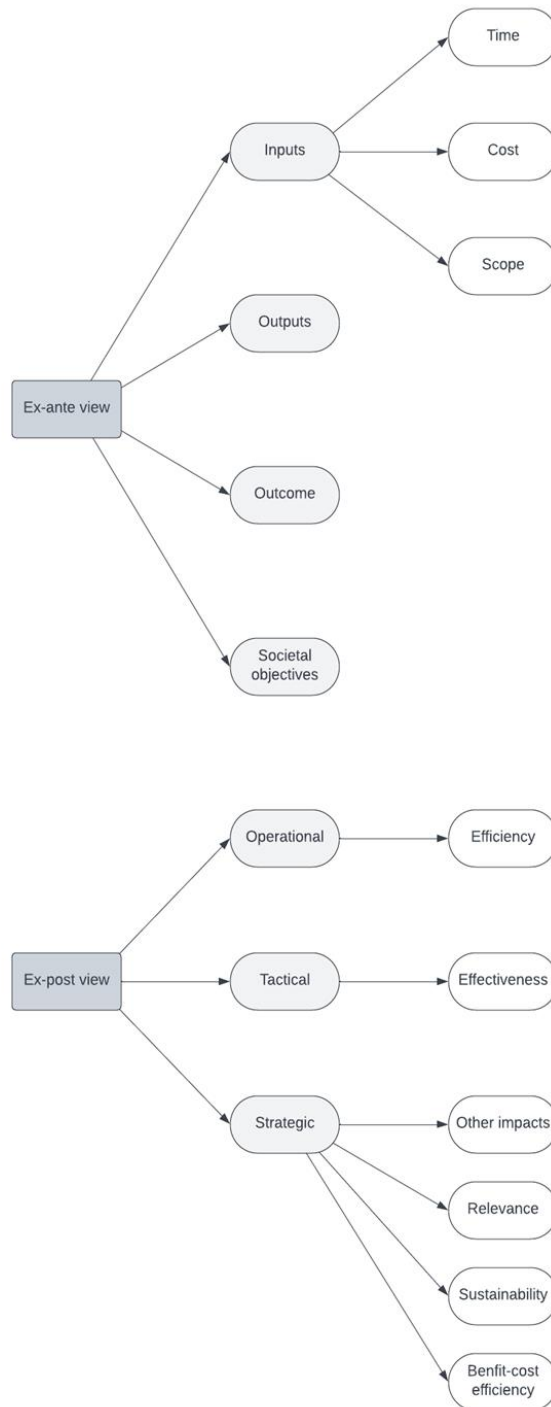 Time
Inputs
Cost
Scope
Outputs
Ex-ante view
Outcome
Societal
objectives
Operational
Efficiency
Ex-post view
Tactical
Effectiveness
Strategic
Other impacts
Relevance
Sustainability
Benfit-cost
efficiency